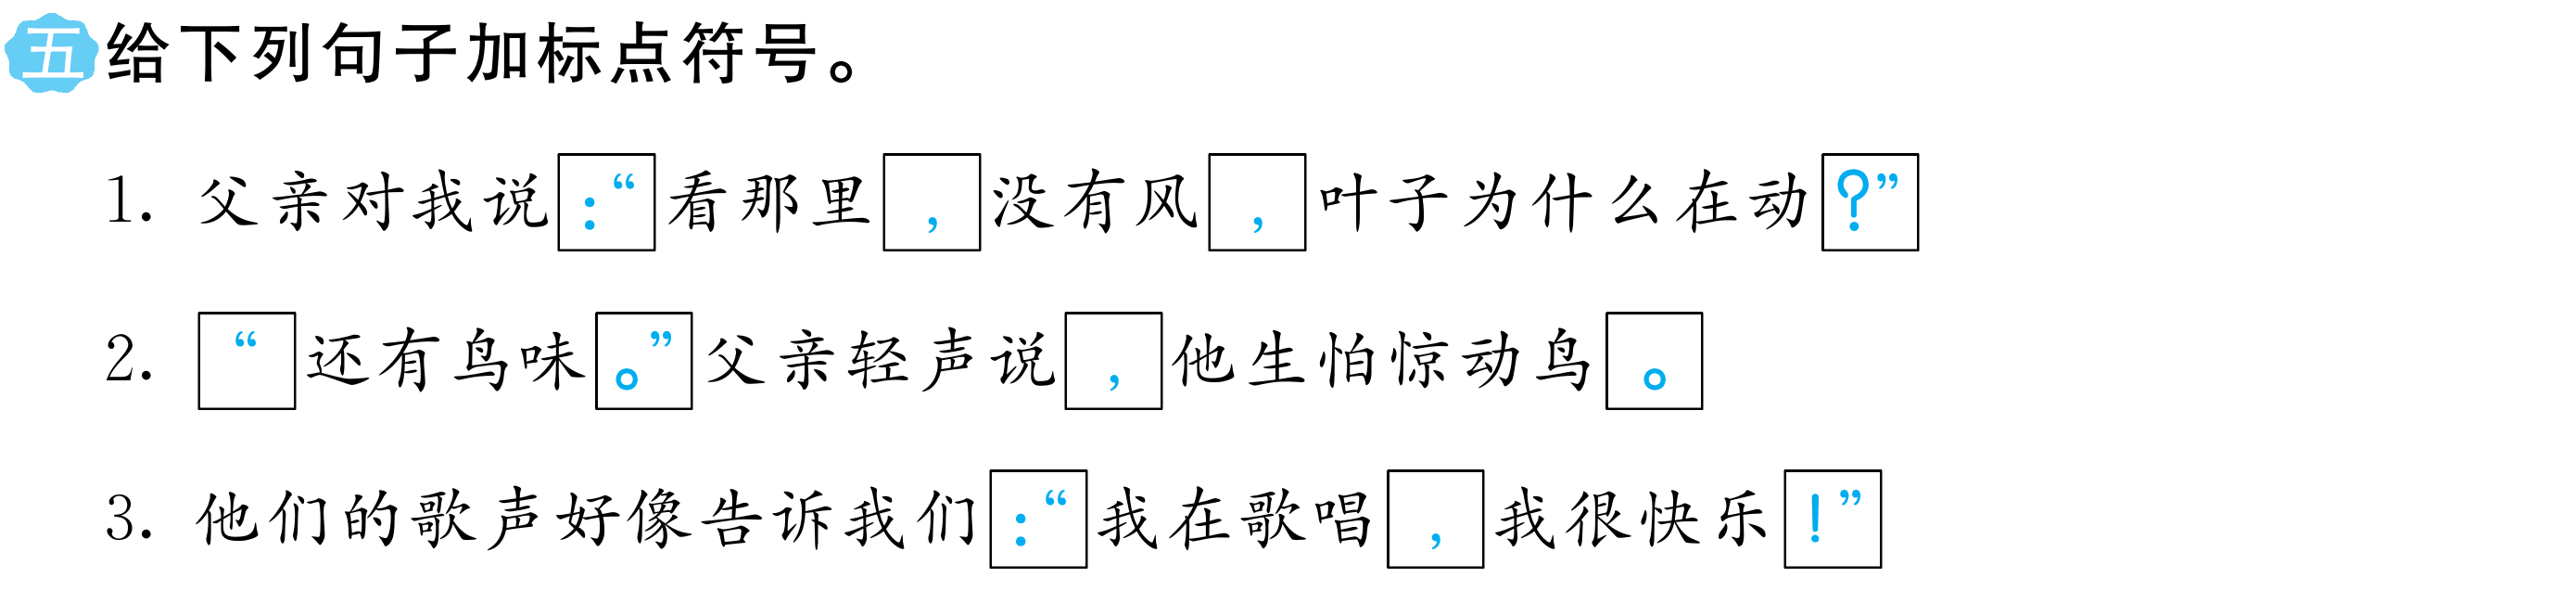 五 给下列句子加标点符号。
1. 父亲对我说：“看那里，没有风，叶子为什么在动？”
2. “还有鸟味。”父亲轻声说，他生怕惊动鸟。
3. 他们的歌声好像告诉我们：“我在歌唱，我很快乐！”